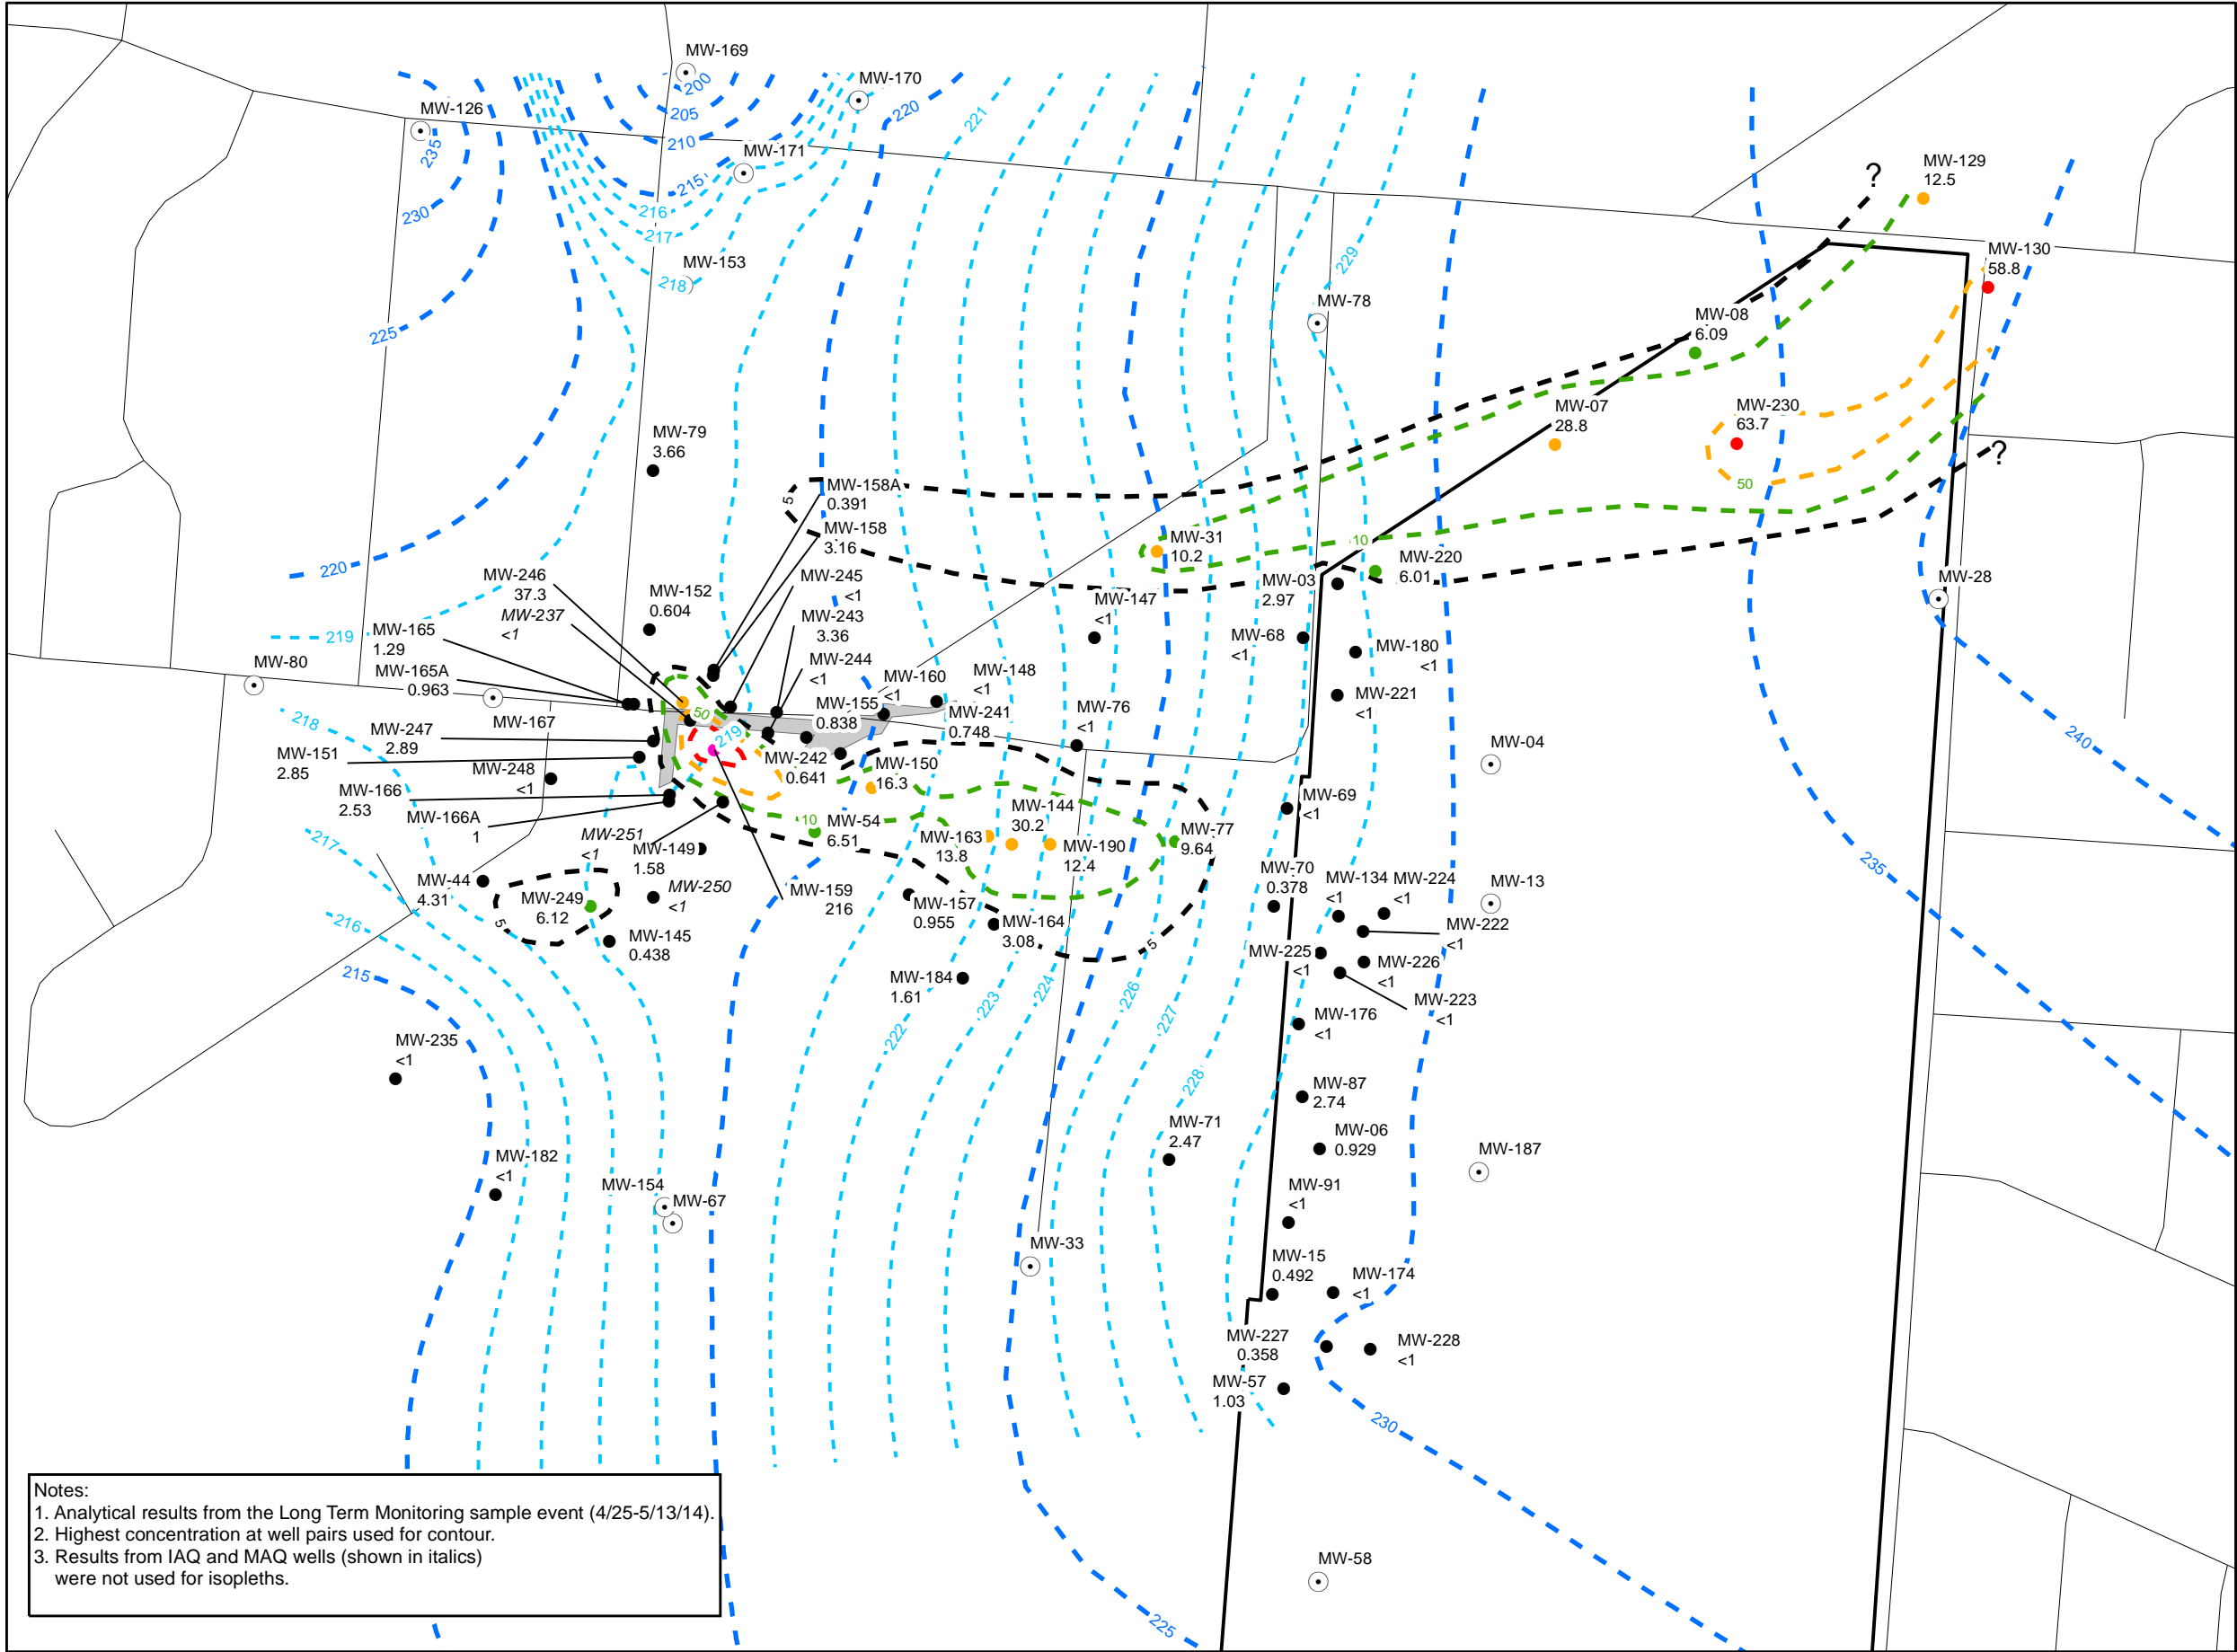 MW-169
200
MW-170
MW-126
205
220
221
210
235
MW-171
MW-129
12.5
?
215
230
216
217
229
MW-130
58.8
MW-153
218
MW-78
MW-08
6.09
225
MW-07
28.8
MW-230
63.7
MW-79
3.66
?
50
5
MW-158A
0.391
MW-158
3.16
MW-31
10.2
10
220
MW-246
37.3
MW-237
<1
MW-152
0.604
MW-245
<1
MW-243
3.36
MW-147
<1
MW-03
2.97
MW-220
6.01
MW-28
219
MW-165
1.29
MW-165A
0.963
MW-80
MW-244
<1
MW-160
<1
MW-148
<1
MW-68
<1
MW-180
<1
MW-221
<1
218
MW-167
50
219
MW-155
0.838
MW-241
0.748
MW-76
<1
MW-247
2.89
MW-151
2.85
MW-248
<1
MW-242
0.641
MW-150
16.3
MW-04
240
MW-166
2.53
MW-166A
1
MW-144
30.2
MW-69
<1
217
10
MW-54
6.51
MW-163
13.8
MW-190
12.4
MW-77
9.64
MW-251
<1
MW-149
1.58
235
MW-44
4.31
MW-249
6.12
5
MW-250
<1
MW-159
216
MW-157
0.955
MW-70
0.378
MW-134
<1
MW-224
<1
MW-13
216
MW-145
0.438
MW-164
3.08
5
MW-222
<1
MW-225
<1
MW-226
<1
215
MW-184
1.61
224
223
226
227
MW-223
<1
MW-176
<1
222
MW-235
<1
228
MW-87
2.74
MW-71
2.47
MW-06
0.929
MW-187
MW-182
<1
MW-154
MW-67
MW-91
<1
MW-33
MW-15
0.492
MW-174
<1
MW-227
0.358
MW-228
<1
MW-57
1.03
230
Notes:
1. Analytical results from the Long Term Monitoring sample event (4/25-5/13/14).
2. Highest concentration at well pairs used for contour.
3. Results from IAQ and MAQ wells (shown in italics)
were not used for isopleths.
MW-58
225